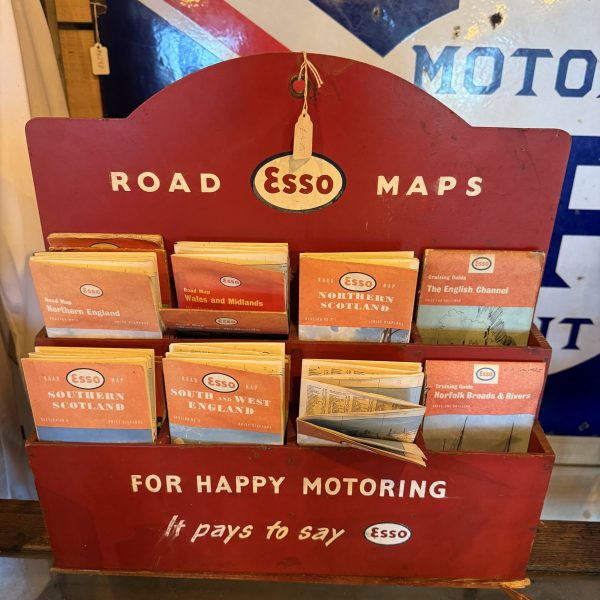 MOTO
ROAD Esso MAPS
Esso
Road Map
Northern England
Esso
Road Map
Wales and Midlands
Esso
ROAD MAP
Esso
NORTHERN
SCOTLAND
Cruising Guide
Esso
The English Channel
ROAD Esso MAP
SOUTHERN
SCOTLAND
ROAD Esso MAP
SOUTH AND WEST
ENGLAND
Cruising Guide
Esso
Norfolk Broads & Rivers
FOR HAPPY MOTORING
It pays to say Esso